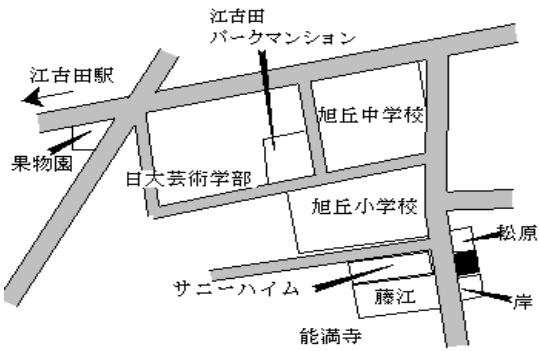 江古田
パークマンション
江古田駅
旭丘中学校
果物園
日大芸術学部
旭丘小学校
松原
サニーハイム
藤江
岸
能満寺